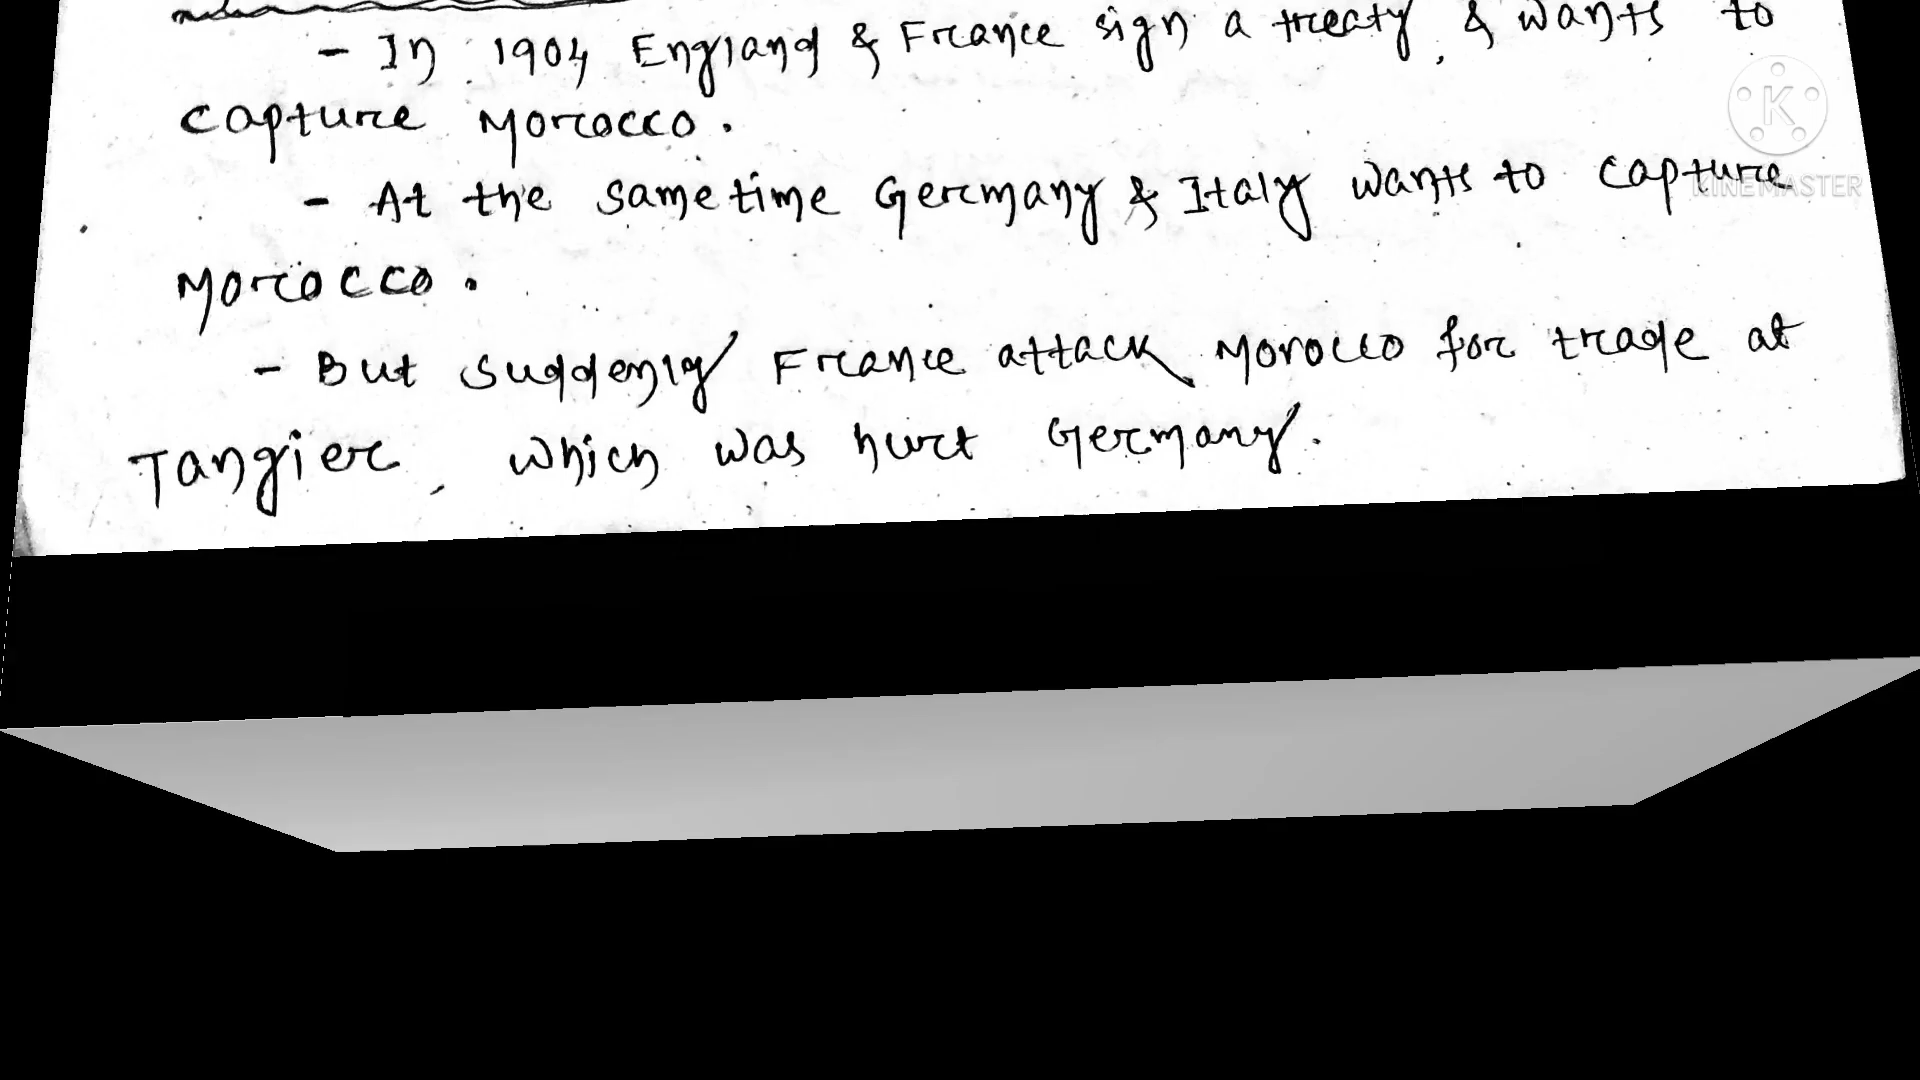 - In 1904 England & France sign a treaty, & wants to
capture Morocco.
- At the same time Germany & Italy wants to capture
Morocco.
- But suddenly France attack Morocco for trade at
Tangier, which was hurt Germany.
K
KINEMASTER